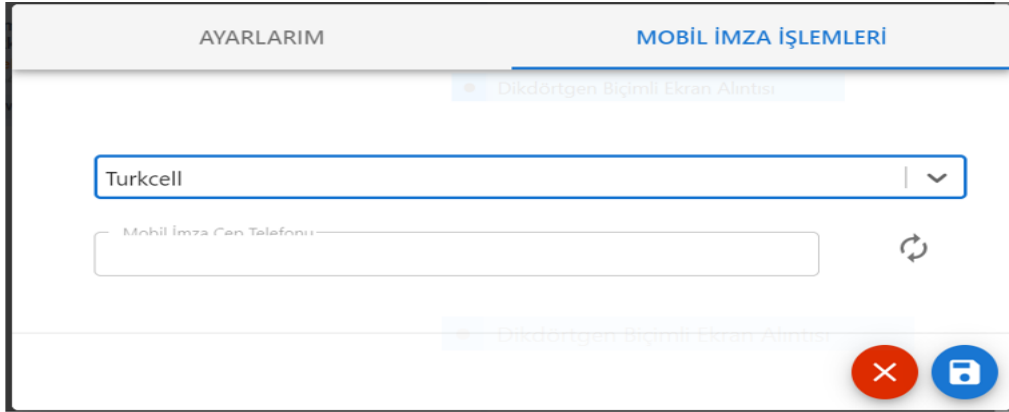 AYARLARIM
MOBİL İMZA İŞLEMLERİ
Dikdörtgen Biçimli Ekran Alıntısı
Turkcell
Mobil İmza Cep Telefonu
Dikdörtgen Biçimli Ekran Alıntısı